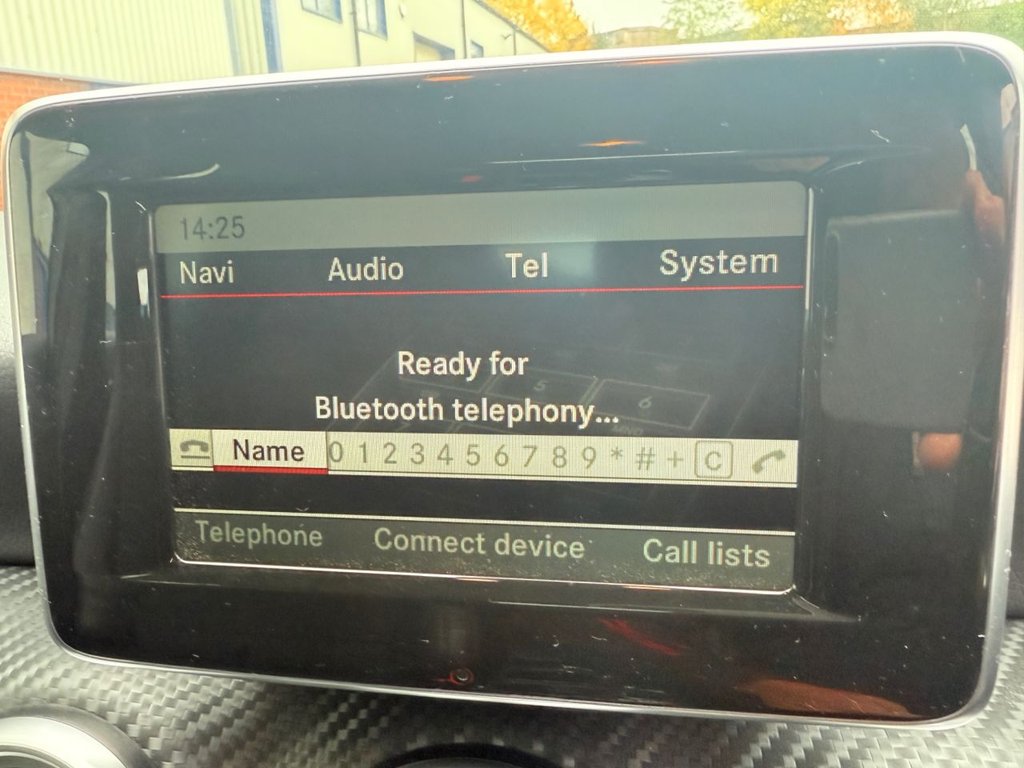 14:25
Navi Audio Tel System
Ready for
Bluetooth telephony...
Name 0 1 2 3 4 5 6 7 8 9 * # + C
Telephone Connect device Call lists